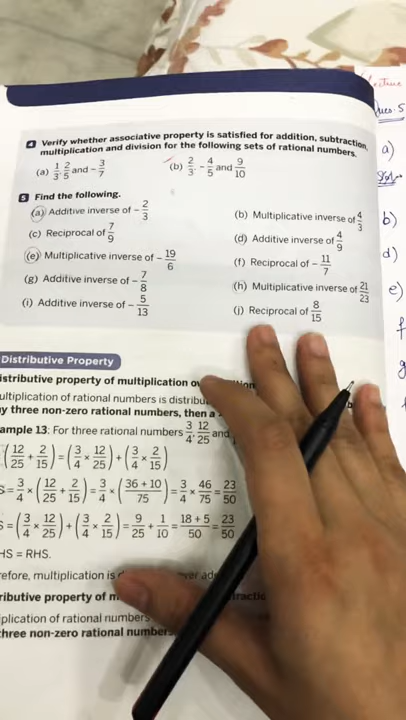 4 Verify whether associative property is satisfied for addition, subtraction,
multiplication and division for the following sets of rational numbers.
(a) 1/3, 2/5 and -3/7 (b) 2/3, -4/5 and 9/10
5 Find the following.
(a) Additive inverse of -2/3 (b) Multiplicative inverse of 4/3
(c) Reciprocal of 7/9 (d) Additive inverse of 4/9
(e) Multiplicative inverse of -19/6 (f) Reciprocal of -11/7
(g) Additive inverse of -7/8 (h) Multiplicative inverse of 21/23
(i) Additive inverse of -5/13 (j) Reciprocal of 8/15
Distributive Property
istributive property of multiplication
ultiplication of rational numbers is
y three non-zero rational numbers, then a
ample 13: For three rational numbers 3/4, 12/25 and
(12/25 + 2/15) = (3/4 × 12/25) + (3/4 × 2/15)
S = 3/4 × (12/25 + 2/15) = 3/4 × (36 + 10/75) = 3/4 × 46/75 = 23/50
S = (3/4 × 12/25) + (3/4 × 2/15) = 9/25 + 1/10 = 18 + 5/50 = 23/50
HS = RHS.
efore, multiplication is
ributive property of
iplication of rational numbers
three non-zero rational numbers
Ques. 5
a)
b)
d)
e)
f
g